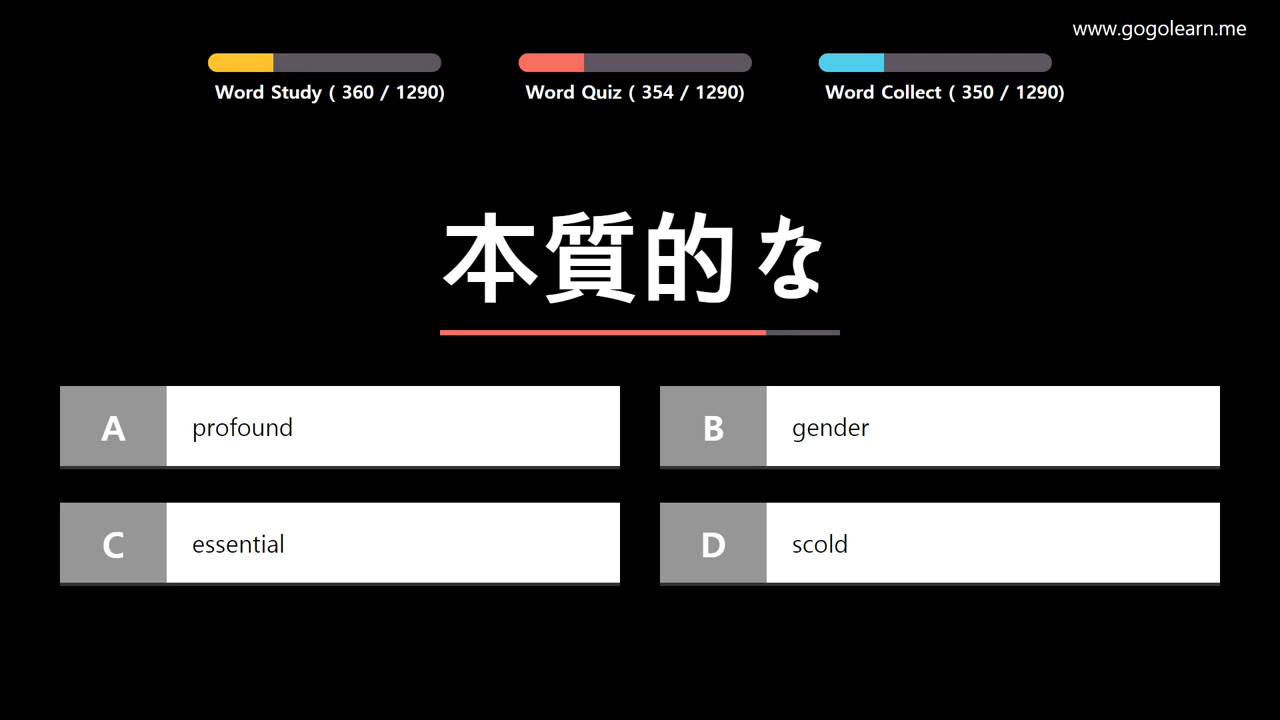 www.gogolearn.me
Word Study ( 360 / 1290)
Word Quiz ( 354 / 1290)
Word Collect ( 350 / 1290)
本質的な
A profound
B gender
C essential
D scold